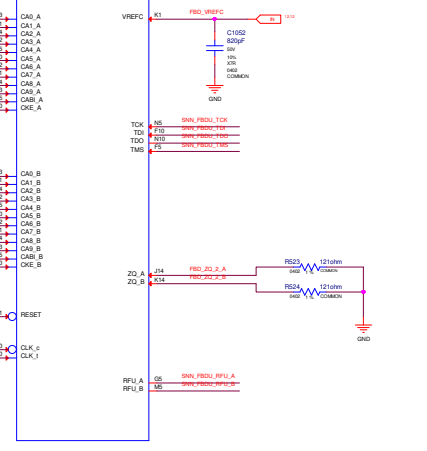 CA0_A
CA1_A
CA2_A
CA3_A
CA4_A
CA5_A
CA6_A
CA7_A
CA8_A
CA9_A
CABI_A
CKE_A
CA0_B
CA1_B
CA2_B
CA3_B
CA4_B
CA5_B
CA6_B
CA7_B
CA8_B
CA9_B
CABI_B
CKE_B
RESET
CLK_c
CLK_t
VREFC K1 FBD_VREFC IN
C1052
820pF
50V
10%
X7R
0402
COMMON
GND
TCK N5 SNN_FBDU_TCK
TDI F10 SNN_FBDU_TDI
TDO N10 SNN_FBDU_TDO
TMS F5 SNN_FBDU_TMS
ZQ_A J14 FBD_ZQ_2_A
ZQ_B K14 FBD_ZQ_2_B
R523 121ohm
0402 1% COMMON
R524 121ohm
0402 1% COMMON
GND
RFU_A G5 SNN_FBDU_RFU_A
RFU_B M5 SNN_FBDU_RFU_B